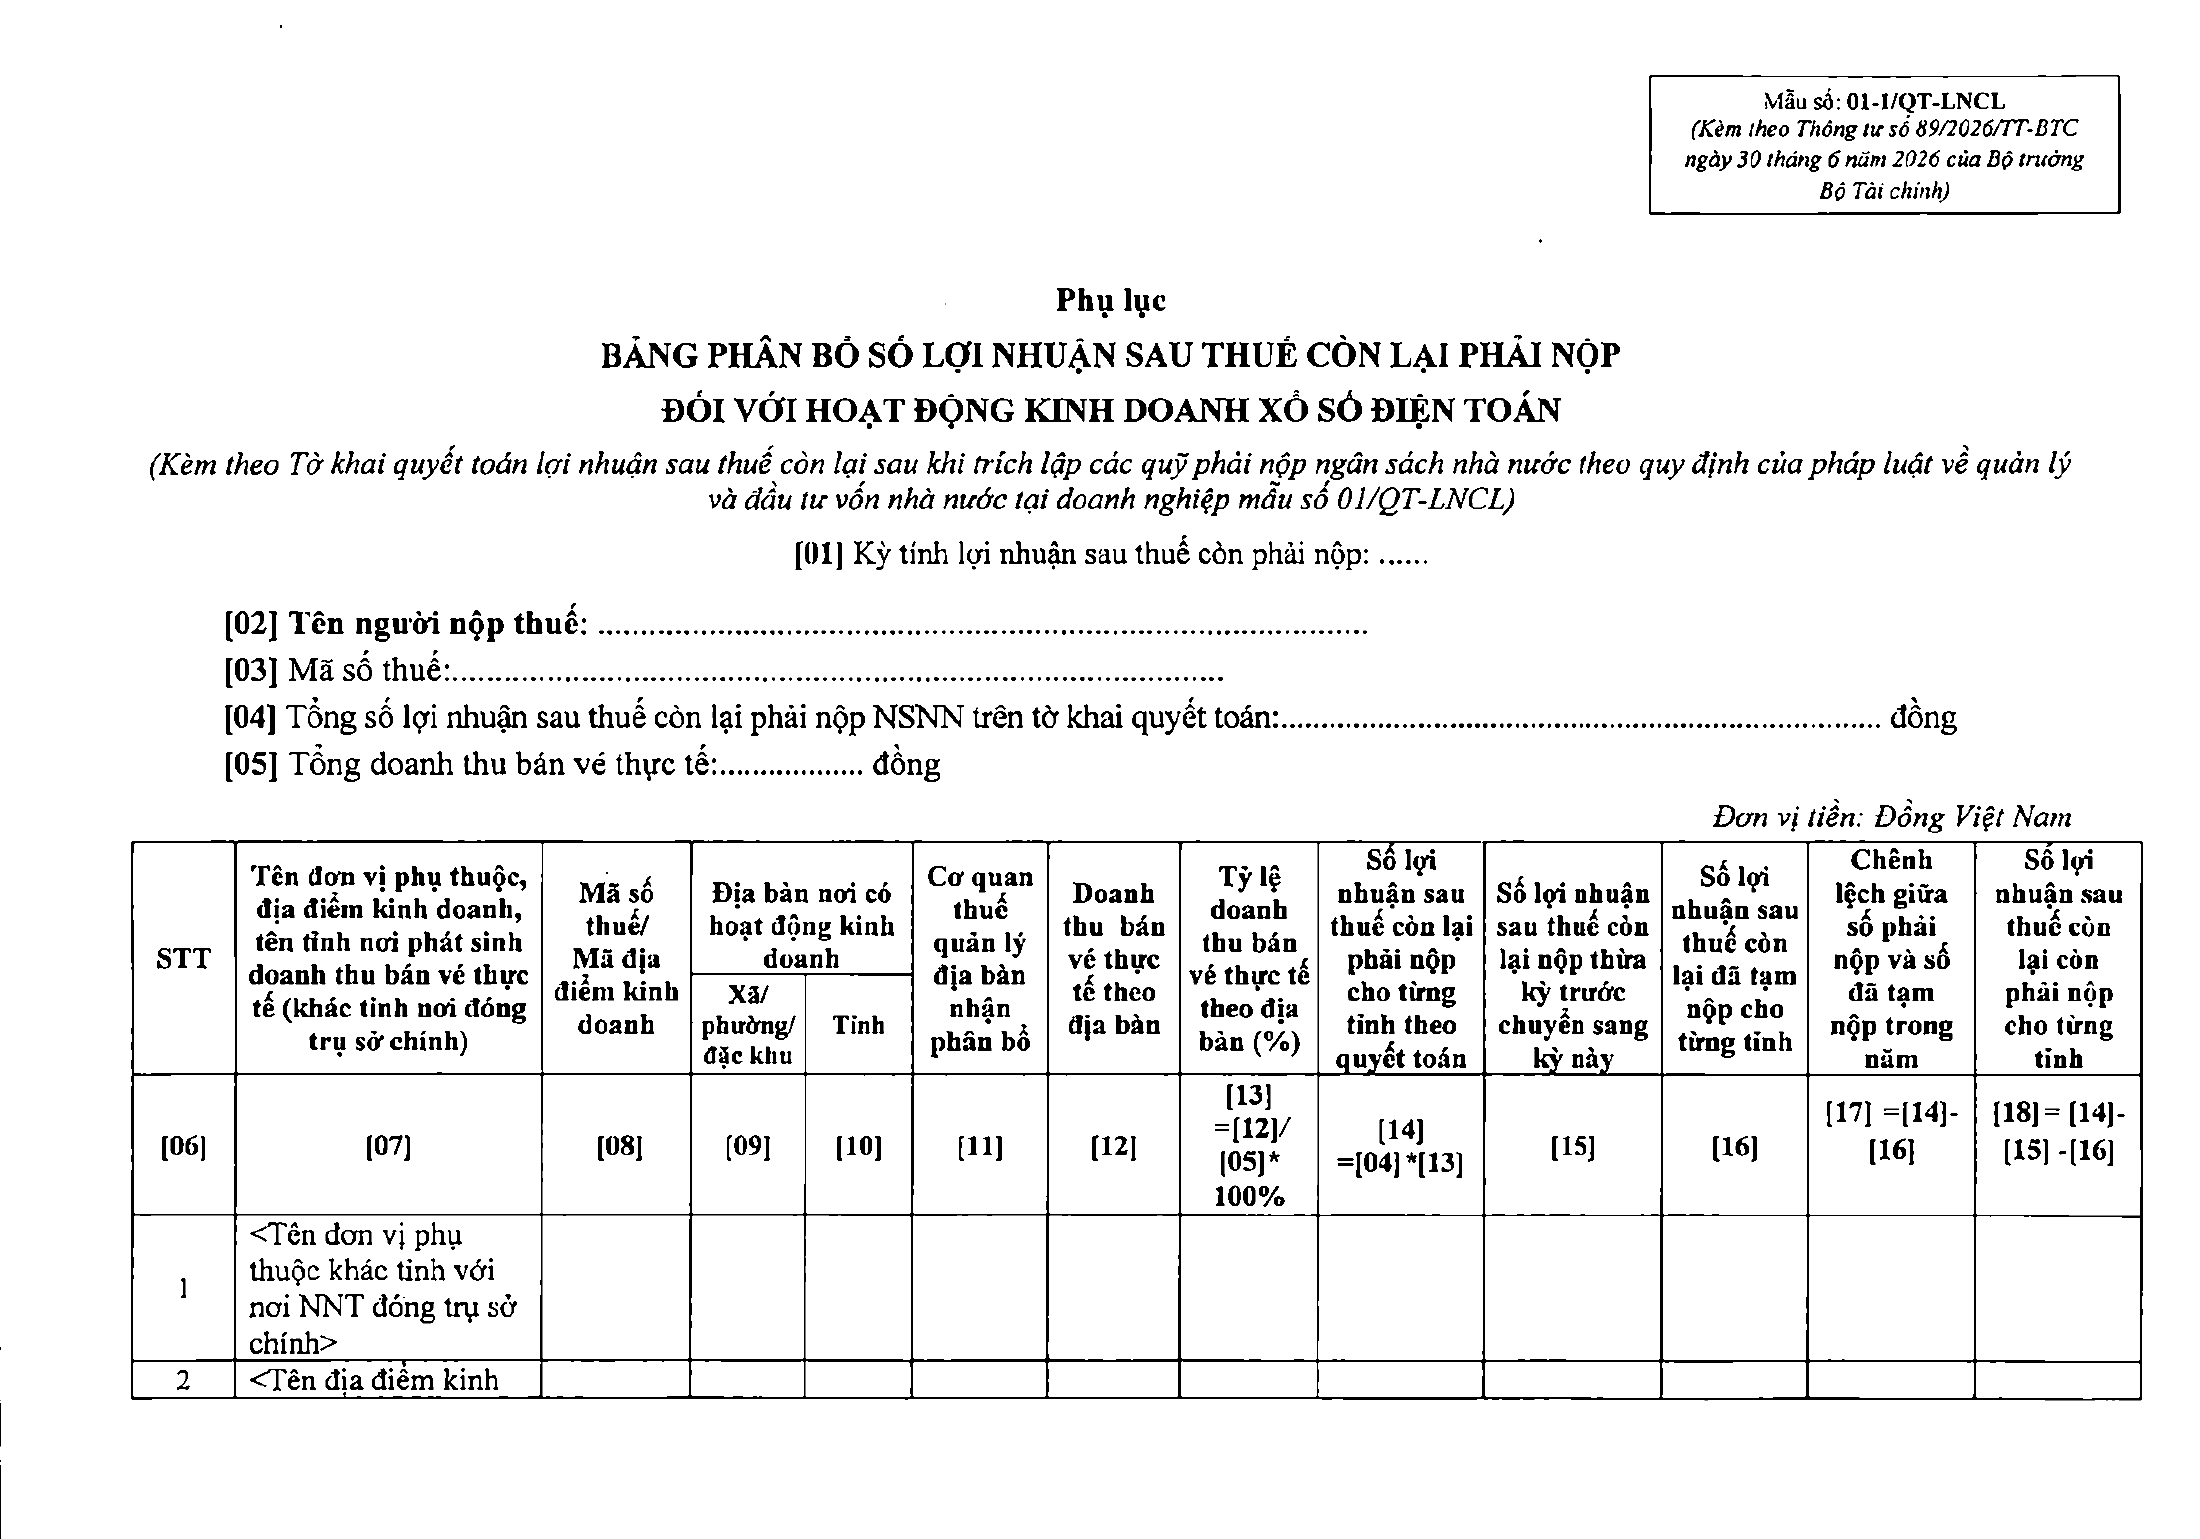 Mẫu số: 01-1/QT-LNCL
(Kèm theo Thông tư số 89/2026/TT-BTC
ngày 30 tháng 6 năm 2026 của Bộ trưởng
Bộ Tài chính)
Phụ lục
BẢNG PHÂN BỔ SỐ LỢI NHUẬN SAU THUẾ CÒN LẠI PHẢI NỘP
ĐỐI VỚI HOẠT ĐỘNG KINH DOANH XỔ SỐ ĐIỆN TOÁN
(Kèm theo Tờ khai quyết toán lợi nhuận sau thuế còn lại sau khi trích lập các quỹ phải nộp ngân sách nhà nước theo quy định của pháp luật về quản lý
và đầu tư vốn nhà nước tại doanh nghiệp mẫu số 01/QT-LNCL)
[01] Kỳ tính lợi nhuận sau thuế còn phải nộp: ......
[02] Tên người nộp thuế: ............................................................................................
[03] Mã số thuế:............................................................................................
[04] Tổng số lợi nhuận sau thuế còn lại phải nộp NSNN trên tờ khai quyết toán:....................................................................... đồng
[05] Tổng doanh thu bán vé thực tế:.................. đồng
Đơn vị tiền: Đồng Việt Nam
STT
Tên đơn vị phụ thuộc,
địa điểm kinh doanh,
tên tỉnh nơi phát sinh
doanh thu bán vé thực
tế (khác tỉnh nơi đóng
trụ sở chính)
Mã số
thuế/
Mã địa
điểm kinh
doanh
Địa bàn nơi có
hoạt động kinh
doanh
Xã/
phường/
đặc khu
Tỉnh
Cơ quan
thuế
quản lý
địa bàn
nhận
phân bổ
Doanh
thu bán
vé thực
tế theo
địa bàn
Tỷ lệ
doanh
thu bán
vé thực tế
theo địa
bàn (%)
Số lợi
nhuận sau
thuế còn lại
phải nộp
cho từng
tỉnh theo
quyết toán
Số lợi nhuận
sau thuế còn
lại nộp thừa
kỳ trước
chuyển sang
kỳ này
Số lợi
nhuận sau
thuế còn
lại đã tạm
nộp cho
từng tỉnh
Chênh
lệch giữa
số phải
nộp và số
đã tạm
nộp trong
năm
Số lợi
nhuận sau
thuế còn
lại còn
phải nộp
cho từng
tỉnh
[06]
[07]
[08]
[09]
[10]
[11]
[12]
[13]
=[12]/
[05]*
100%
[14]
=[04]*[13]
[15]
[16]
[17] =[14]-
[16]
[18]= [14]-
[15] -[16]
1
<Tên đơn vị phụ
thuộc khác tỉnh với
nơi NNT đóng trụ sở
chính>
2
<Tên địa điểm kinh